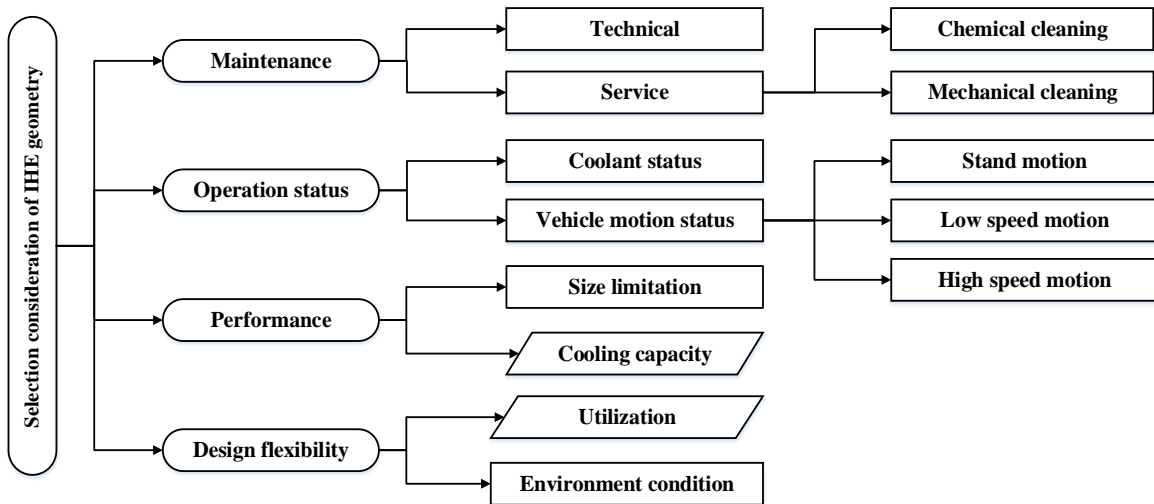 Selection consideration of IHE geometry
Maintenance
Technical
Service
Chemical cleaning
Mechanical cleaning
Operation status
Coolant status
Vehicle motion status
Stand motion
Low speed motion
High speed motion
Performance
Size limitation
Cooling capacity
Design flexibility
Utilization
Environment condition